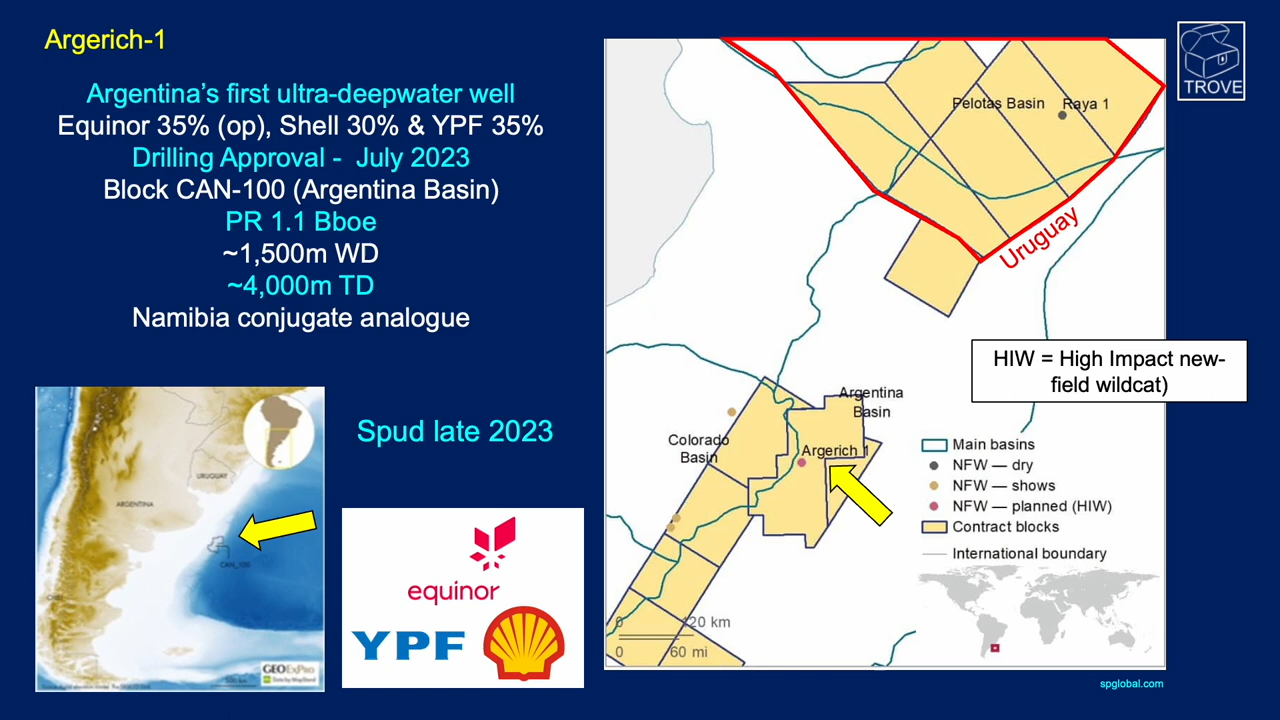 Argerich-1
Argentina’s first ultra-deepwater well
Equinor 35% (op), Shell 30% & YPF 35%
Drilling Approval - July 2023
Block CAN-100 (Argentina Basin)
PR 1.1 Bboe
~1,500m WD
~4,000m TD
Namibia conjugate analogue
Spud late 2023
URUGUAY
ARGENTINA
CAN_100
GEOExPro
equinor
YPF
TROVE
Pelotas Basin
Raya 1
Uruguay
HIW = High Impact new-
field wildcat)
Argentina
Basin
Colorado
Basin
Argerich 1
Main basins
NFW — dry
NFW — shows
NFW — planned (HIW)
Contract blocks
International boundary
0 120 km
0 60 mi
spglobal.com